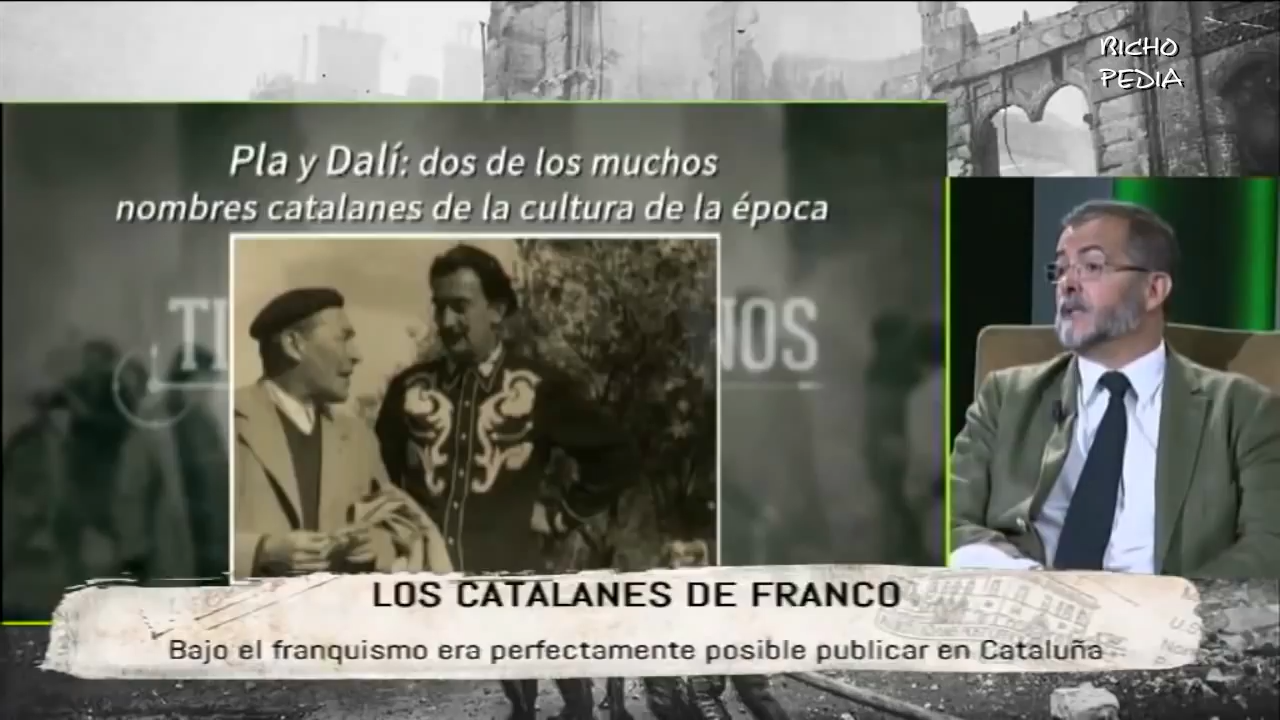 RICHO
PEDIA
Pla y Dalí: dos de los muchos
nombres catalanes de la cultura de la época
LOS CATALANES DE FRANCO
Bajo el franquismo era perfectamente posible publicar en Cataluña